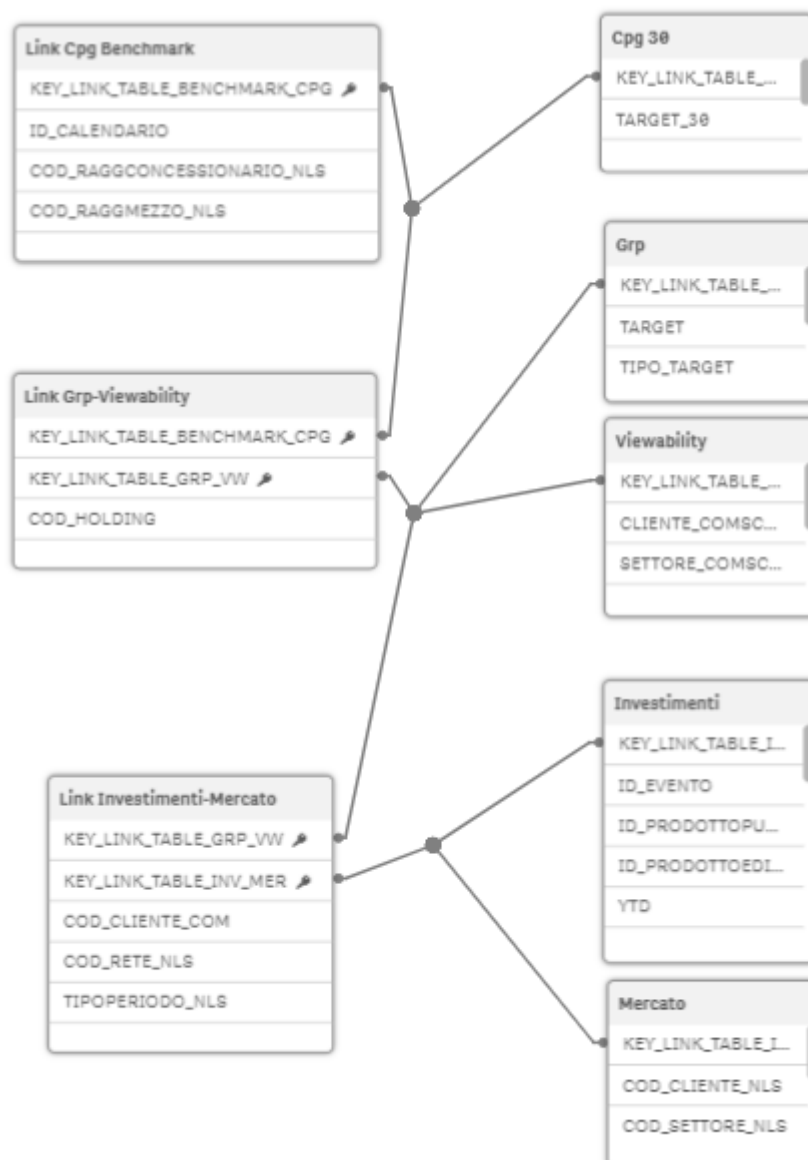 Link Cpg Benchmark
KEY_LINK_TABLE_BENCHMARK_CPG
ID_CALENDARIO
COD_RAGGCONCESSIONARIO_NLS
COD_RAGGMEZZO_NLS
Cpg 30
KEY_LINK_TABLE_...
TARGET_30
Grp
KEY_LINK_TABLE_...
TARGET
TIPO_TARGET
Link Grp-Viewability
KEY_LINK_TABLE_BENCHMARK_CPG
KEY_LINK_TABLE_GRP_VW
COD_HOLDING
Viewability
KEY_LINK_TABLE_...
CLIENTE_COMSC...
SETTORE_COMSC...
Link Investimenti-Mercato
KEY_LINK_TABLE_GRP_VW
KEY_LINK_TABLE_INV_MER
COD_CLIENTE_COM
COD_RETE_NLS
TIPOPERIODO_NLS
Investimenti
KEY_LINK_TABLE_I...
ID_EVENTO
ID_PRODOTTOPU...
ID_PRODOTTOEDI...
YTD
Mercato
KEY_LINK_TABLE_I...
COD_CLIENTE_NLS
COD_SETTORE_NLS